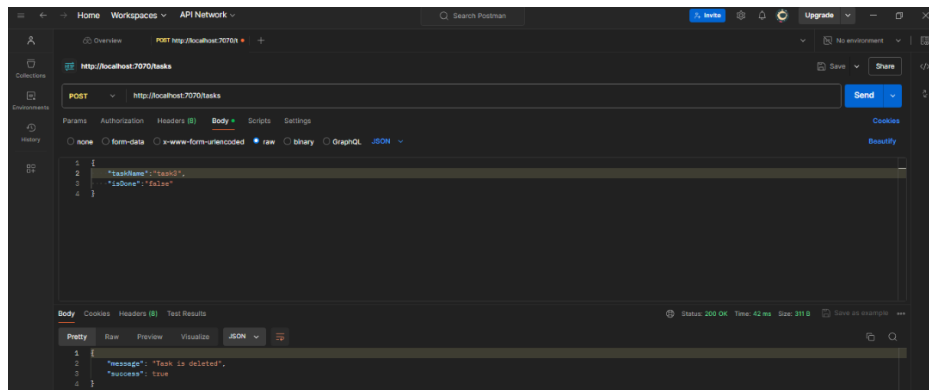 Home Workspaces API Network Search Postman Invite Upgrade
Overview POST http://localhost:7070/t + No environment
http://localhost:7070/tasks Save Share
Collections
POST http://localhost:7070/tasks Send
Environments
Params Authorization Headers (8) Body Scripts Settings Cookies
History
none form-data x-www-form-urlencoded raw binary GraphQL JSON Beautify
1 {
2 "taskName":"task3",
3 "isDone":"false"
4 }
Body Cookies Headers (8) Test Results Status: 200 OK Time: 42 ms Size: 311 B Save as example
Pretty Raw Preview Visualize JSON
1 {
2 "message": "Task is deleted",
3 "success": true
4 }